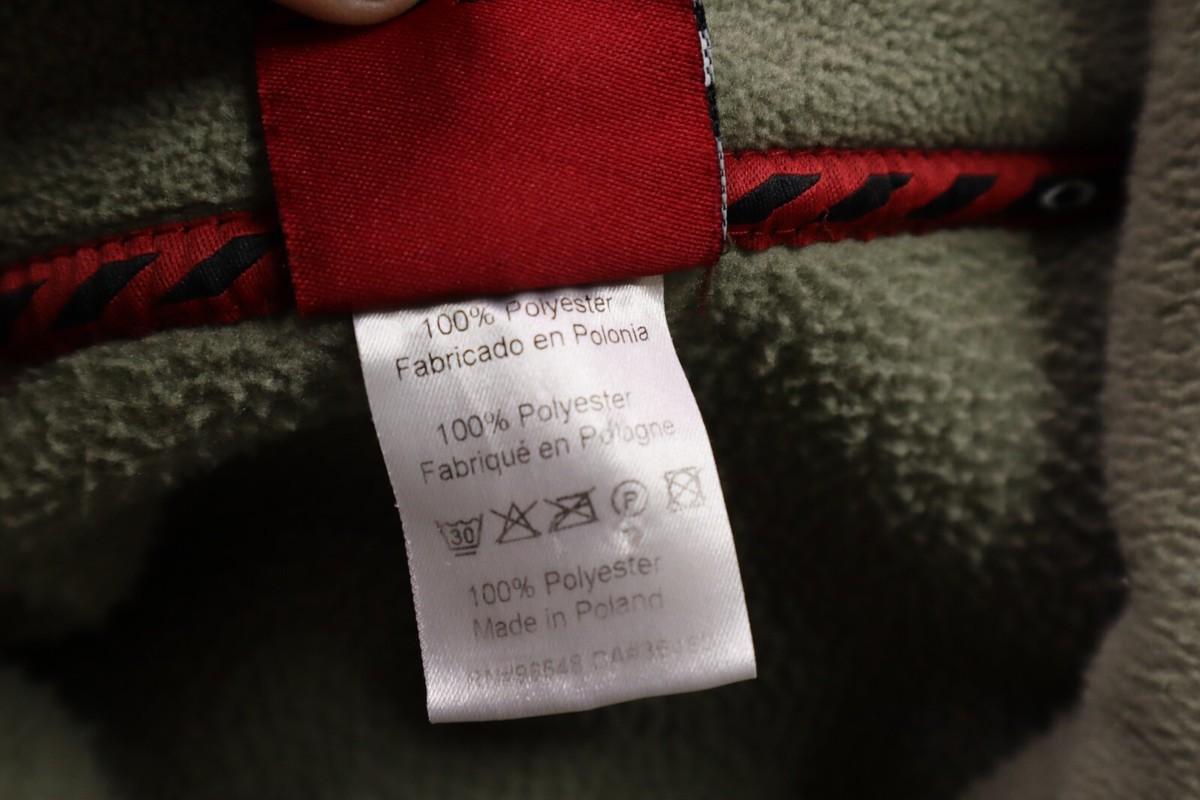 100% Polyester
Fabricado en Polonia
100% Polyester
Fabriqué en Pologne
30 P
100% Polyester
Made in Poland